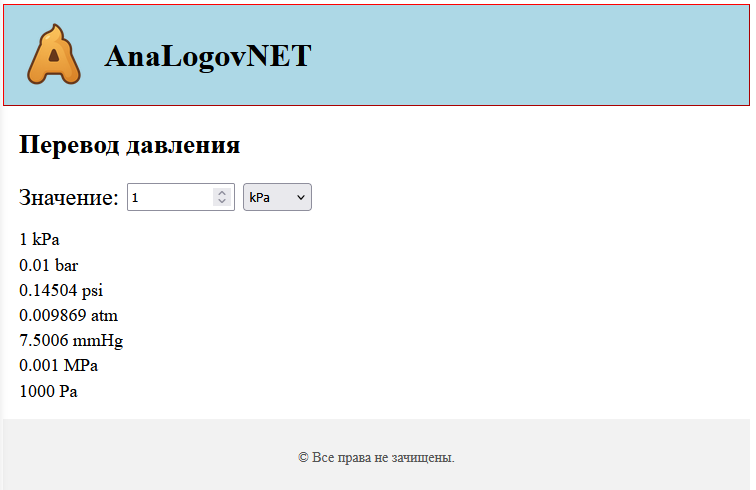 AnaLogovNET
Перевод давления
Значение: 1 kPa
1 kPa
0.01 bar
0.14504 psi
0.009869 atm
7.5006 mmHg
0.001 MPa
1000 Pa
© Все права не зачищены.